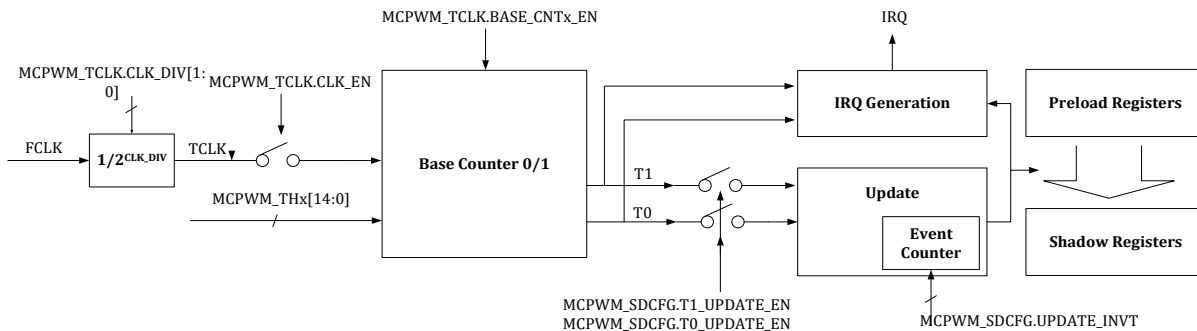 MCPWM_TCLK.BASE_CNTx_EN
IRQ
MCPWM_TCLK.CLK_DIV[1:
0]
MCPWM_TCLK.CLK_EN
IRQ Generation
Preload Registers
FCLK
1/2CLK_DIV
TCLK
Base Counter 0/1
T1
Update
MCPWM_THx[14:0]
T0
Event
Counter
Shadow Registers
MCPWM_SDCFG.T1_UPDATE_EN
MCPWM_SDCFG.T0_UPDATE_EN
MCPWM_SDCFG.UPDATE_INVT